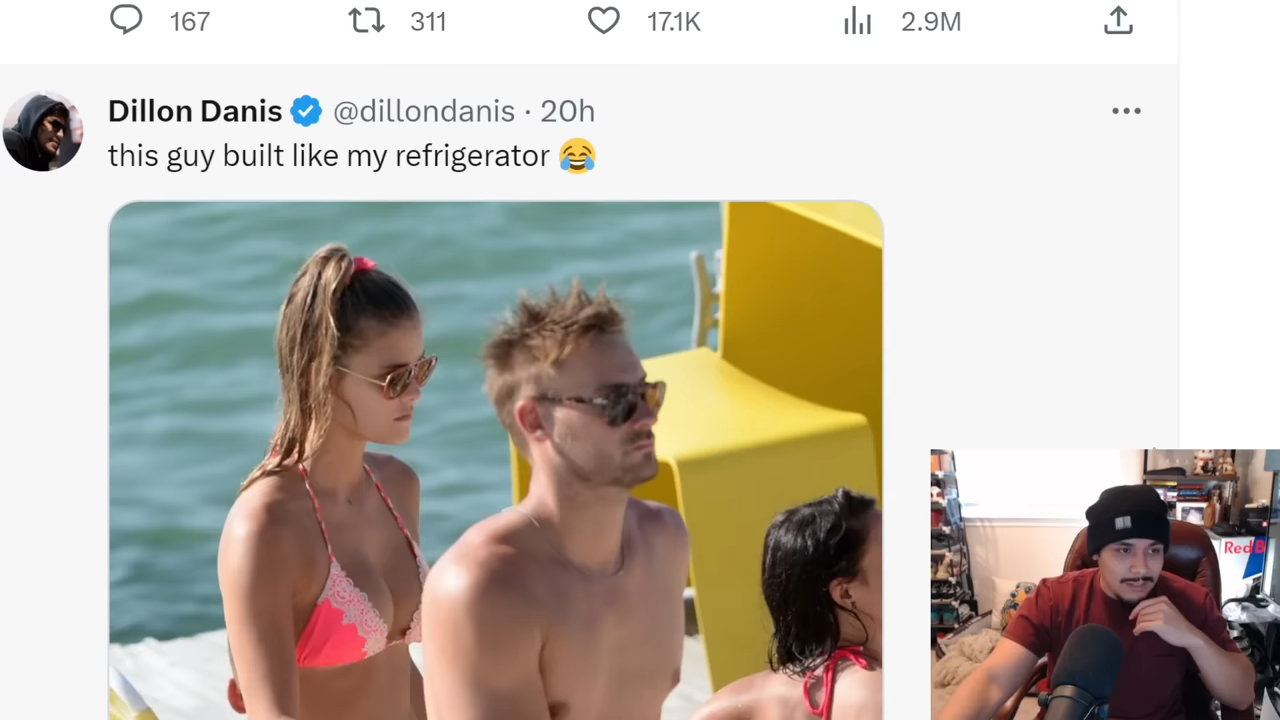 167 311 17.1K 2.9M
Dillon Danis @dillondanis · 20h
this guy built like my refrigerator 😂
Red B